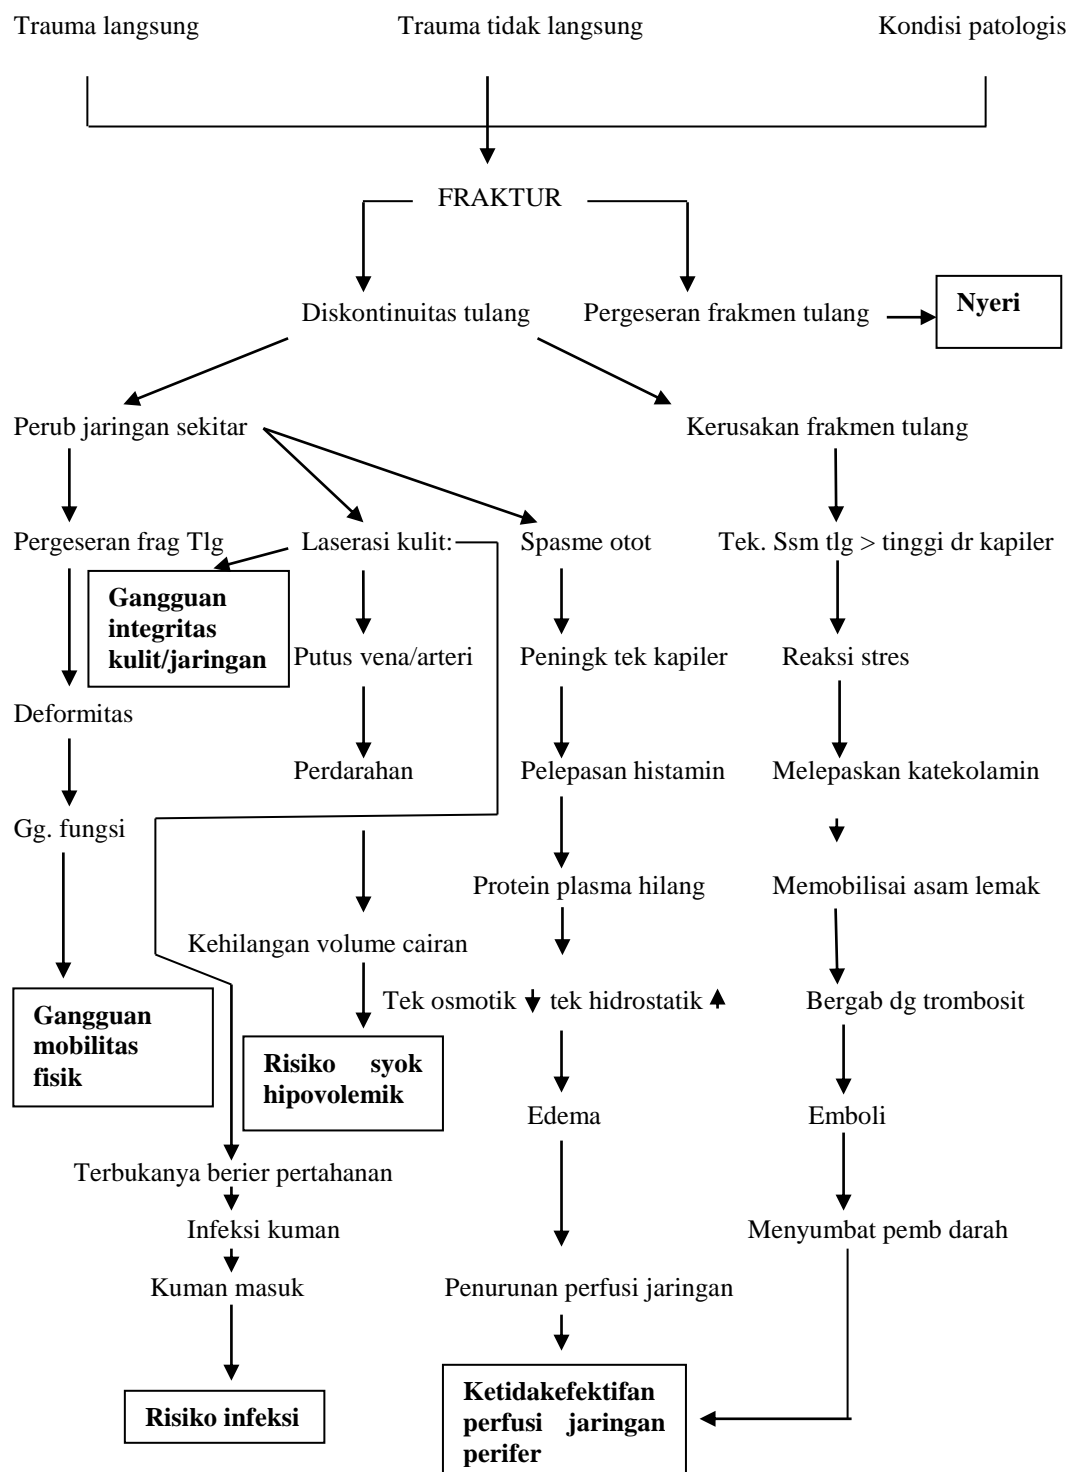 Trauma langsung Trauma tidak langsung Kondisi patologis
FRAKTUR
Diskontinuitas tulang Pergeseran frakmen tulang Nyeri
Perub jaringan sekitar Kerusakan frakmen tulang
Pergeseran frag Tlg Laserasi kulit: Spasme otot Tek. Ssm tlg > tinggi dr kapiler
Gangguan
integritas
kulit/jaringan
Putus vena/arteri Peningk tek kapiler Reaksi stres
Deformitas
Perdarahan Pelepasan histamin Melepaskan katekolamin
Gg. fungsi
Protein plasma hilang Memobilisai asam lemak
Kehilangan volume cairan
Tek osmotik tek hidrostatik Bergab dg trombosit
Gangguan
mobilitas
fisik
Risiko syok
hipovolemik
Edema Emboli
Terbukanya berier pertahanan
Infeksi kuman Menyumbat pemb darah
Kuman masuk Penurunan perfusi jaringan
Risiko infeksi
Ketidakefektifan
perfusi jaringan
perifer